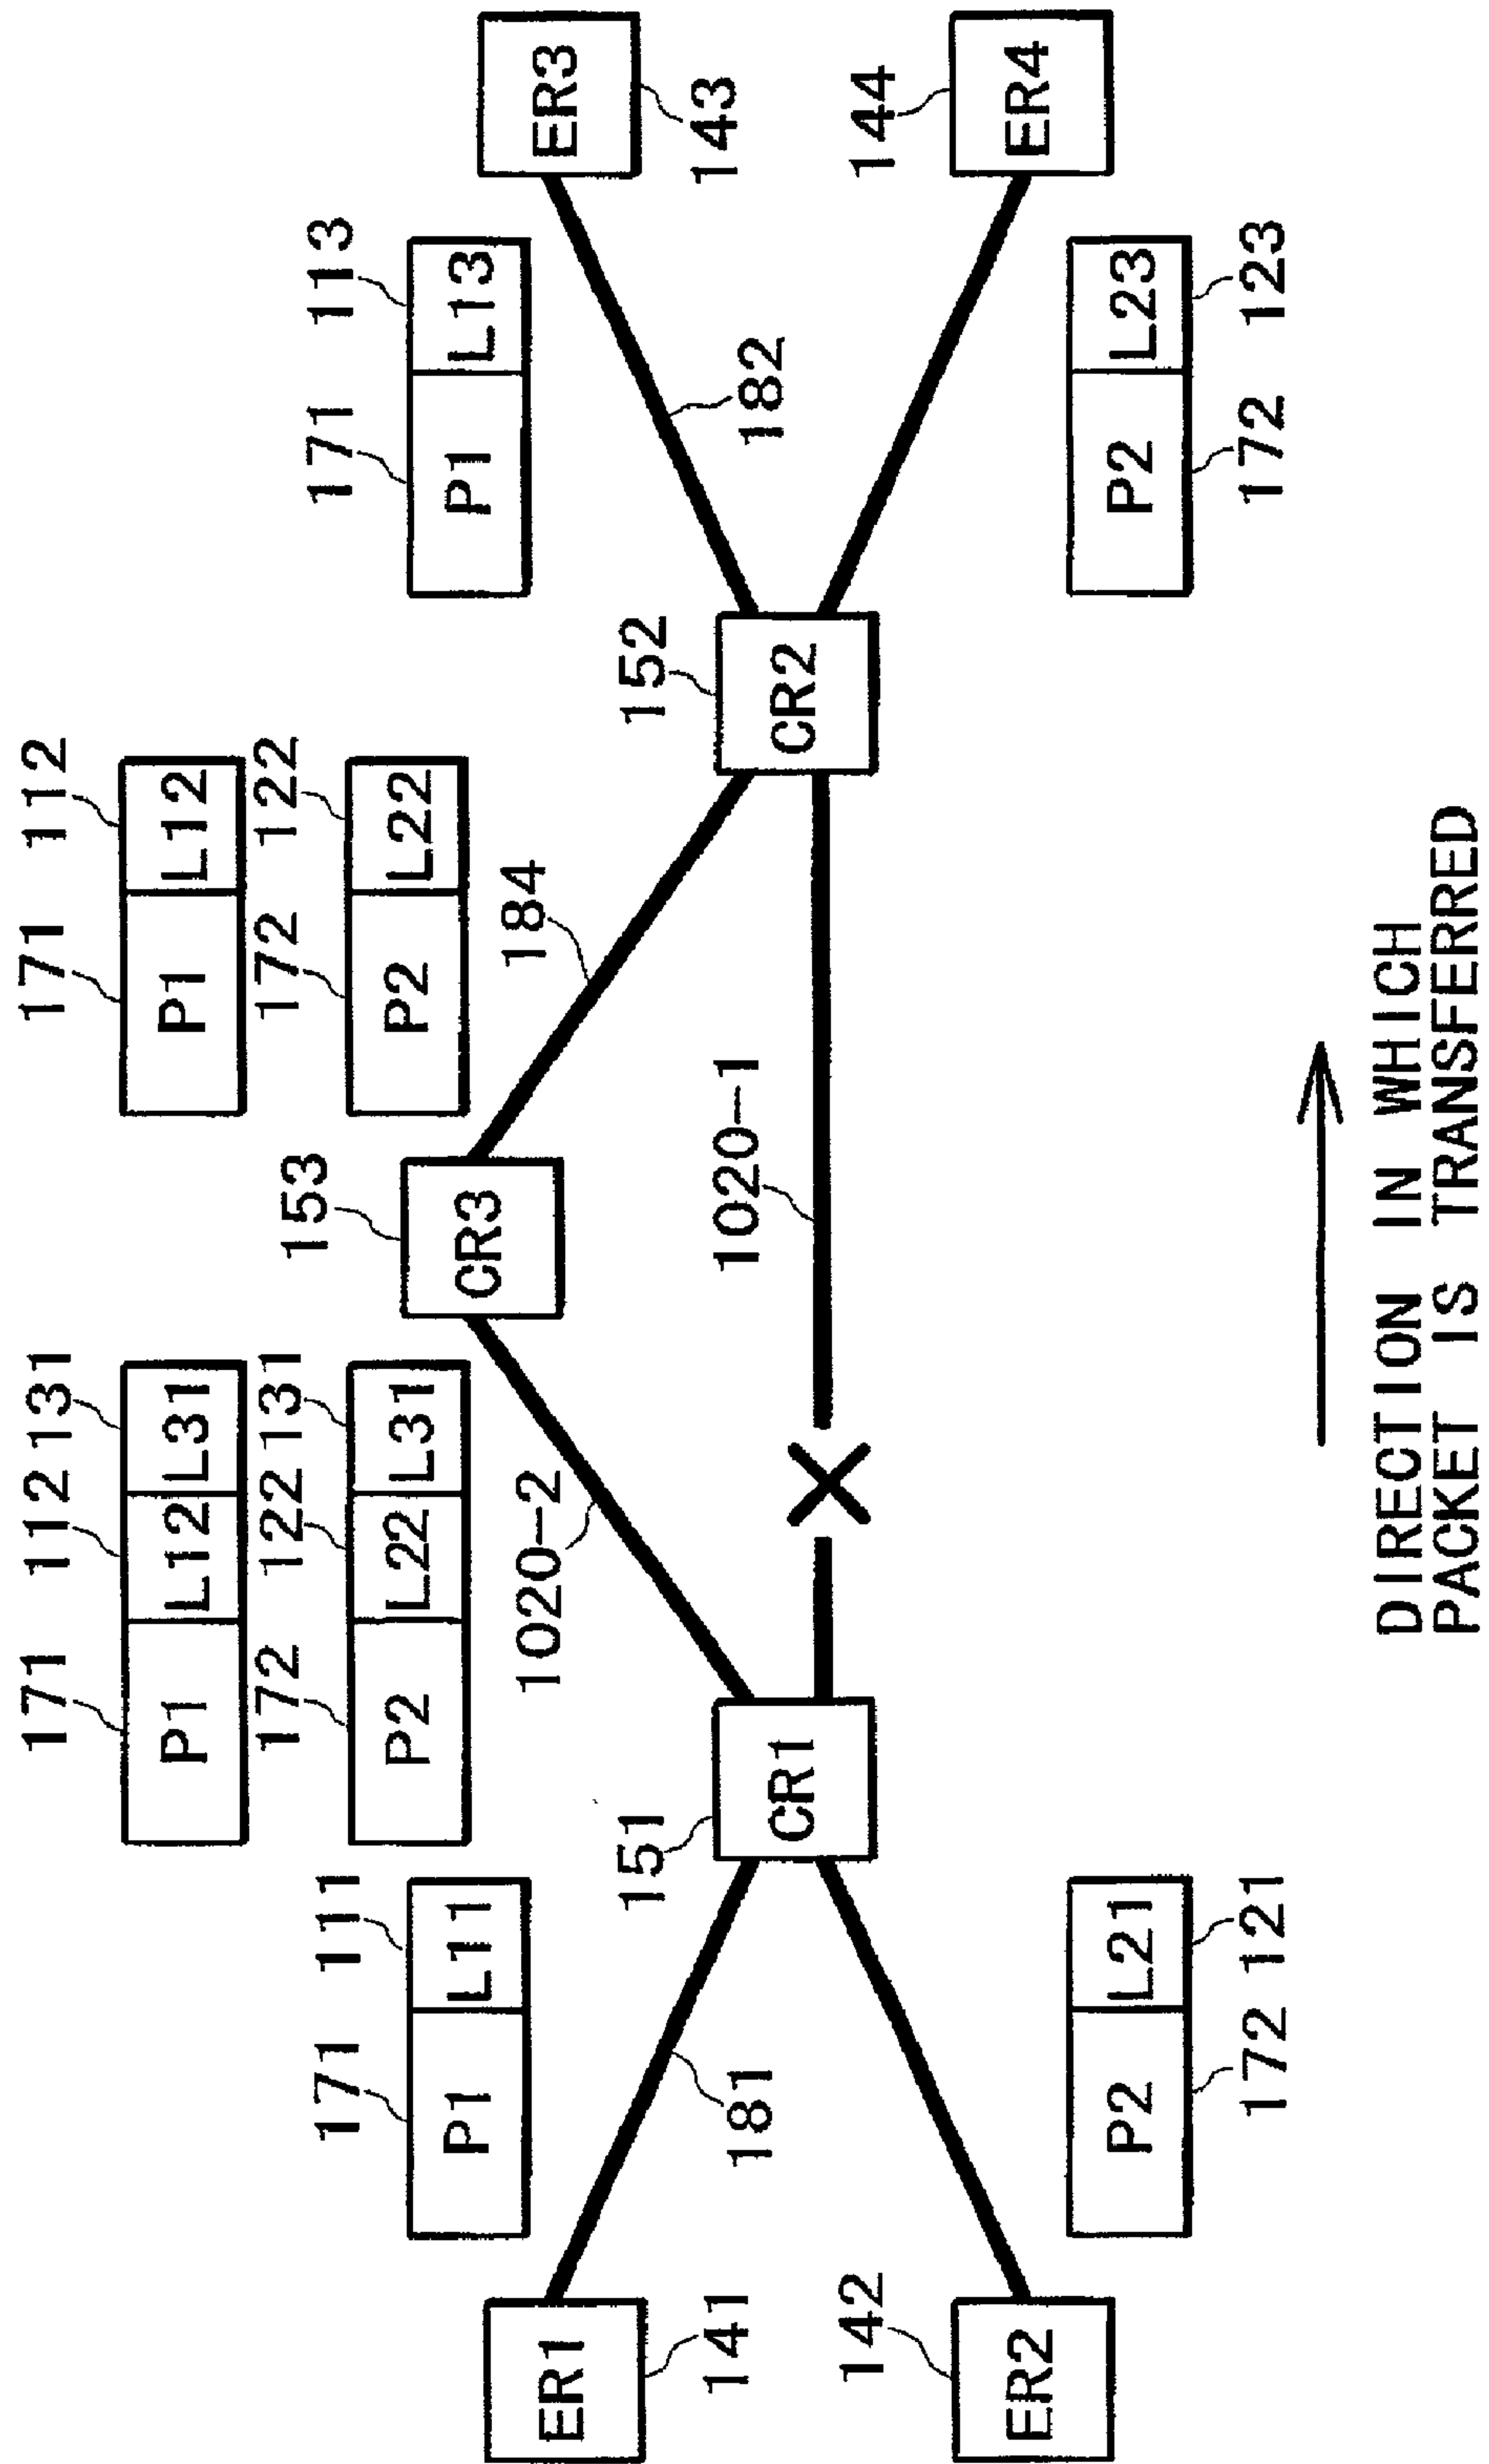 171 112 131
P1 L12 L31
172 122 131
P2 L22 L31
171 112
P1 L12
172 122
P2 L22
171 111
P1 L11
153
CR3
171 113
P1 L13
ER1
141
181
1020-2
184
ER3
143
151
CR1
1020-1
152
CR2
182
142
ER2
144
ER4
P2 L21
172 121
P2 L23
172 123
DIRECTION IN WHICH
PACKET IS TRANSFERRED